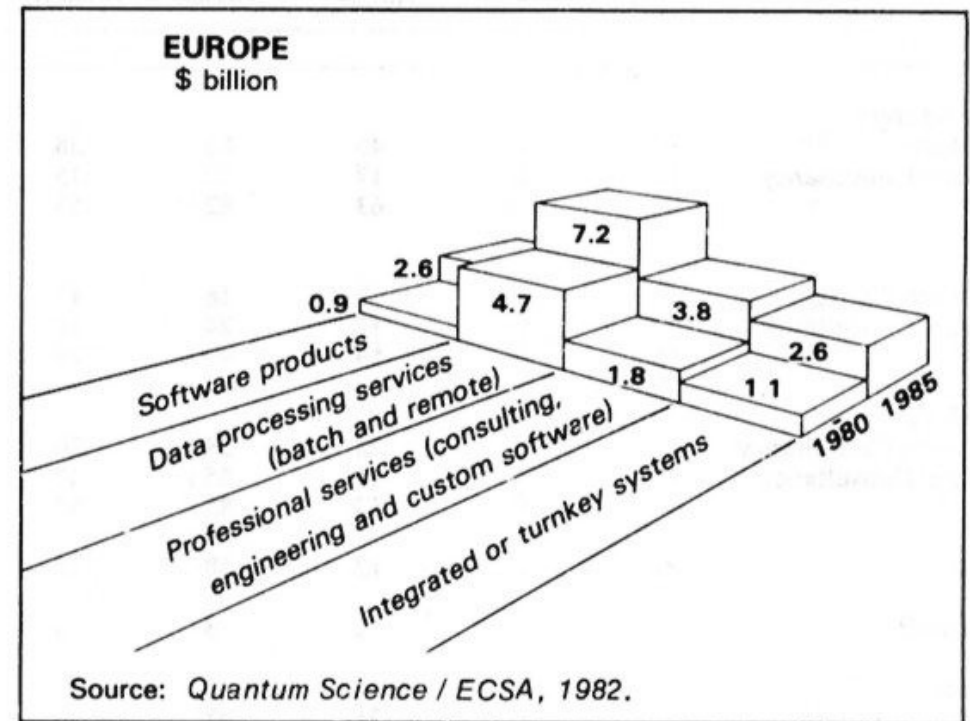 EUROPE
$ billion
7.2
2.6
0.9
4.7
3.8
2.6
1.8
1.1
1980 1985
Software products
Data processing services
(batch and remote)
Professional services (consulting,
engineering and custom software)
Integrated or turnkey systems
Source: Quantum Science / ECSA, 1982.